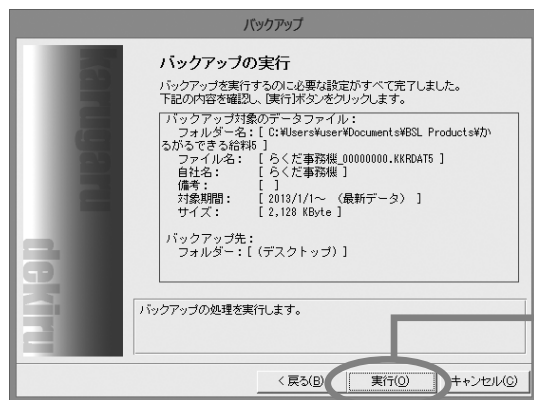 バックアップ
バックアップの実行
バックアップを実行するのに必要な設定がすべて完了しました。
下記の内容を確認し、[実行]ボタンをクリックします。
バックアップ対象のデータファイル：
フォルダー名：[ C:¥Users¥user¥Documents¥BSL Products¥か
るがるできる給料5 ]
ファイル名： [ らくだ事務機_00000000.KKRDAT5 ]
自社名： [ らくだ事務機 ]
備考： [ ]
対象期間： [ 2013/1/1～ （最新データ） ]
サイズ： [ 2,128 KByte ]
バックアップ先：
フォルダー：[ (デスクトップ) ]
karugaru
dekiru
バックアップの処理を実行します。
< 戻る(B)
実行(O)
キャンセル(C)